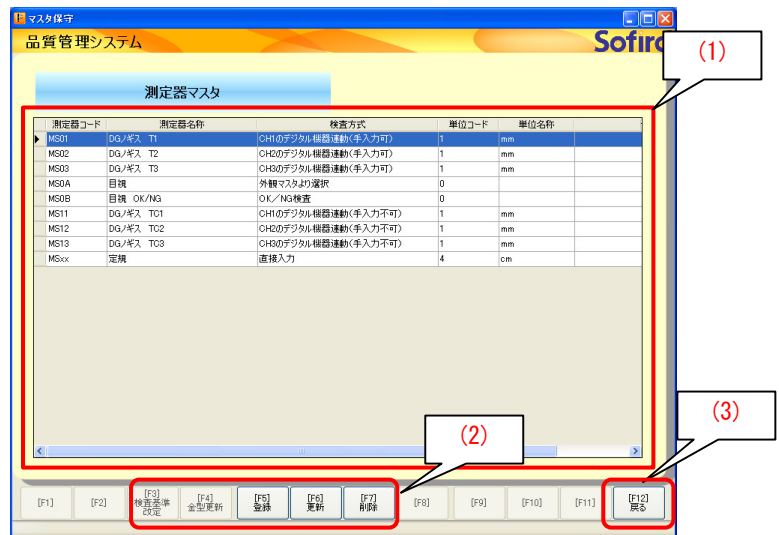 マスタ保守
品質管理システム
(1)
測定器マスタ
測定器コード 測定器名称 検査方式 単位コード 単位名称
MS01 DGノギス T1 CH1のデジタル機器連動(手入力可) 1 mm
MS02 DGノギス T2 CH2のデジタル機器連動(手入力可) 1 mm
MS03 DGノギス T3 CH3のデジタル機器連動(手入力可) 1 mm
MS0A 目視 外観マスタより選択 0
MS0B 目視 OK/NG OK/NG検査 0
MS11 DGノギス TC1 CH1のデジタル機器連動(手入力不可) 1 mm
MS12 DGノギス TC2 CH2のデジタル機器連動(手入力不可) 1 mm
MS13 DGノギス TC3 CH3のデジタル機器連動(手入力不可) 1 mm
MSxx 定規 直接入力 4 cm
(2)
(3)
[F1] [F2] [F3] 検査基準 改定 [F4] 金型更新 [F5] 登録 [F6] 更新 [F7] 削除 [F8] [F9] [F10] [F11] [F12] 戻る